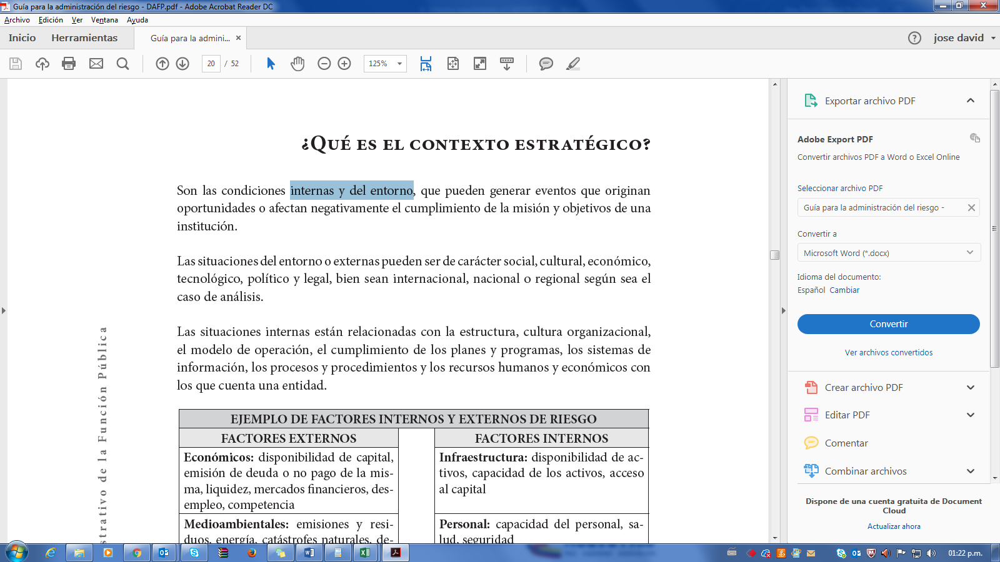 Guía para la administración del riesgo - DAFP.pdf - Adobe Acrobat Reader DC
Archivo Edición Ver Ventana Ayuda
Inicio Herramientas Guía para la admini... jose david
20 / 52 125%
¿Qué es el contexto estratégico?
Son las condiciones internas y del entorno, que pueden generar eventos que originan
oportunidades o afectan negativamente el cumplimiento de la misión y objetivos de una
institución.
Las situaciones del entorno o externas pueden ser de carácter social, cultural, económico,
tecnológico, político y legal, bien sean internacional, nacional o regional según sea el
caso de análisis.
Las situaciones internas están relacionadas con la estructura, cultura organizacional,
el modelo de operación, el cumplimiento de los planes y programas, los sistemas de
información, los procesos y procedimientos y los recursos humanos y económicos con
los que cuenta una entidad.
strativo de la Función Pública
EJEMPLO DE FACTORES INTERNOS Y EXTERNOS DE RIESGO
FACTORES EXTERNOS
Económicos: disponibilidad de capital,
emisión de deuda o no pago de la mis-
ma, liquidez, mercados financieros, des-
empleo, competencia
Medioambientales: emisiones y resi-
duos, energía, catástrofes naturales, de-
FACTORES INTERNOS
Infraestructura: disponibilidad de ac-
tivos, capacidad de los activos, acceso
al capital
Personal: capacidad del personal, sa-
lud, seguridad
Exportar archivo PDF
Adobe Export PDF
Convertir archivos PDF a Word o Excel Online
Seleccionar archivo PDF
Guía para la administración del riesgo -
Convertir a
Microsoft Word (*.docx)
Idioma del documento:
Español Cambiar
Convertir
Ver archivos convertidos
Crear archivo PDF
Editar PDF
Comentar
Combinar archivos
Dispone de una cuenta gratuita de Document
Cloud
Actualizar ahora
01:22 p.m.